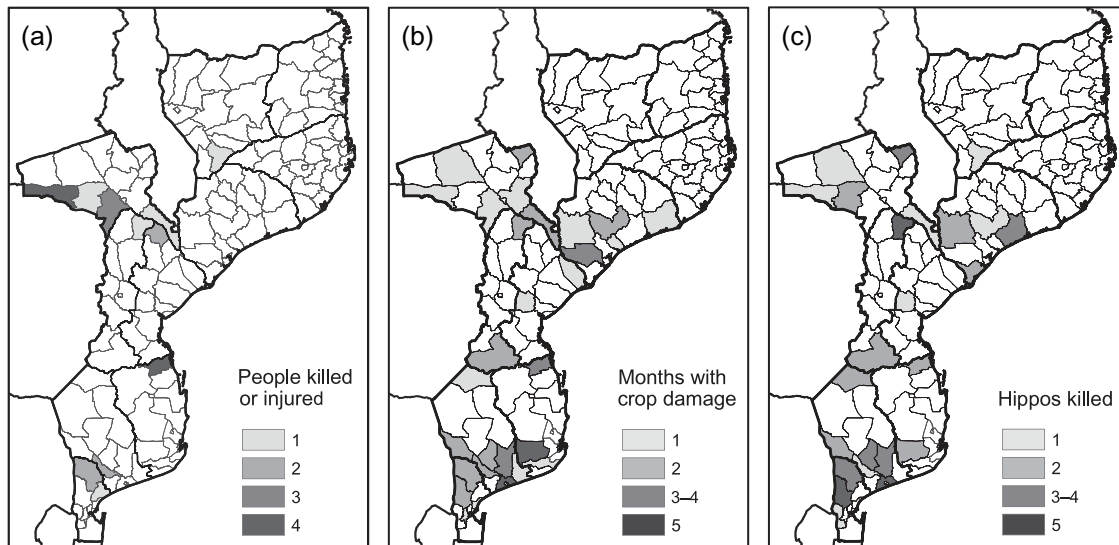 (a)
People killed
or injured
1
2
3
4
(b)
Months with
crop damage
1
2
3–4
5
(c)
Hippos killed
1
2
3–4
5